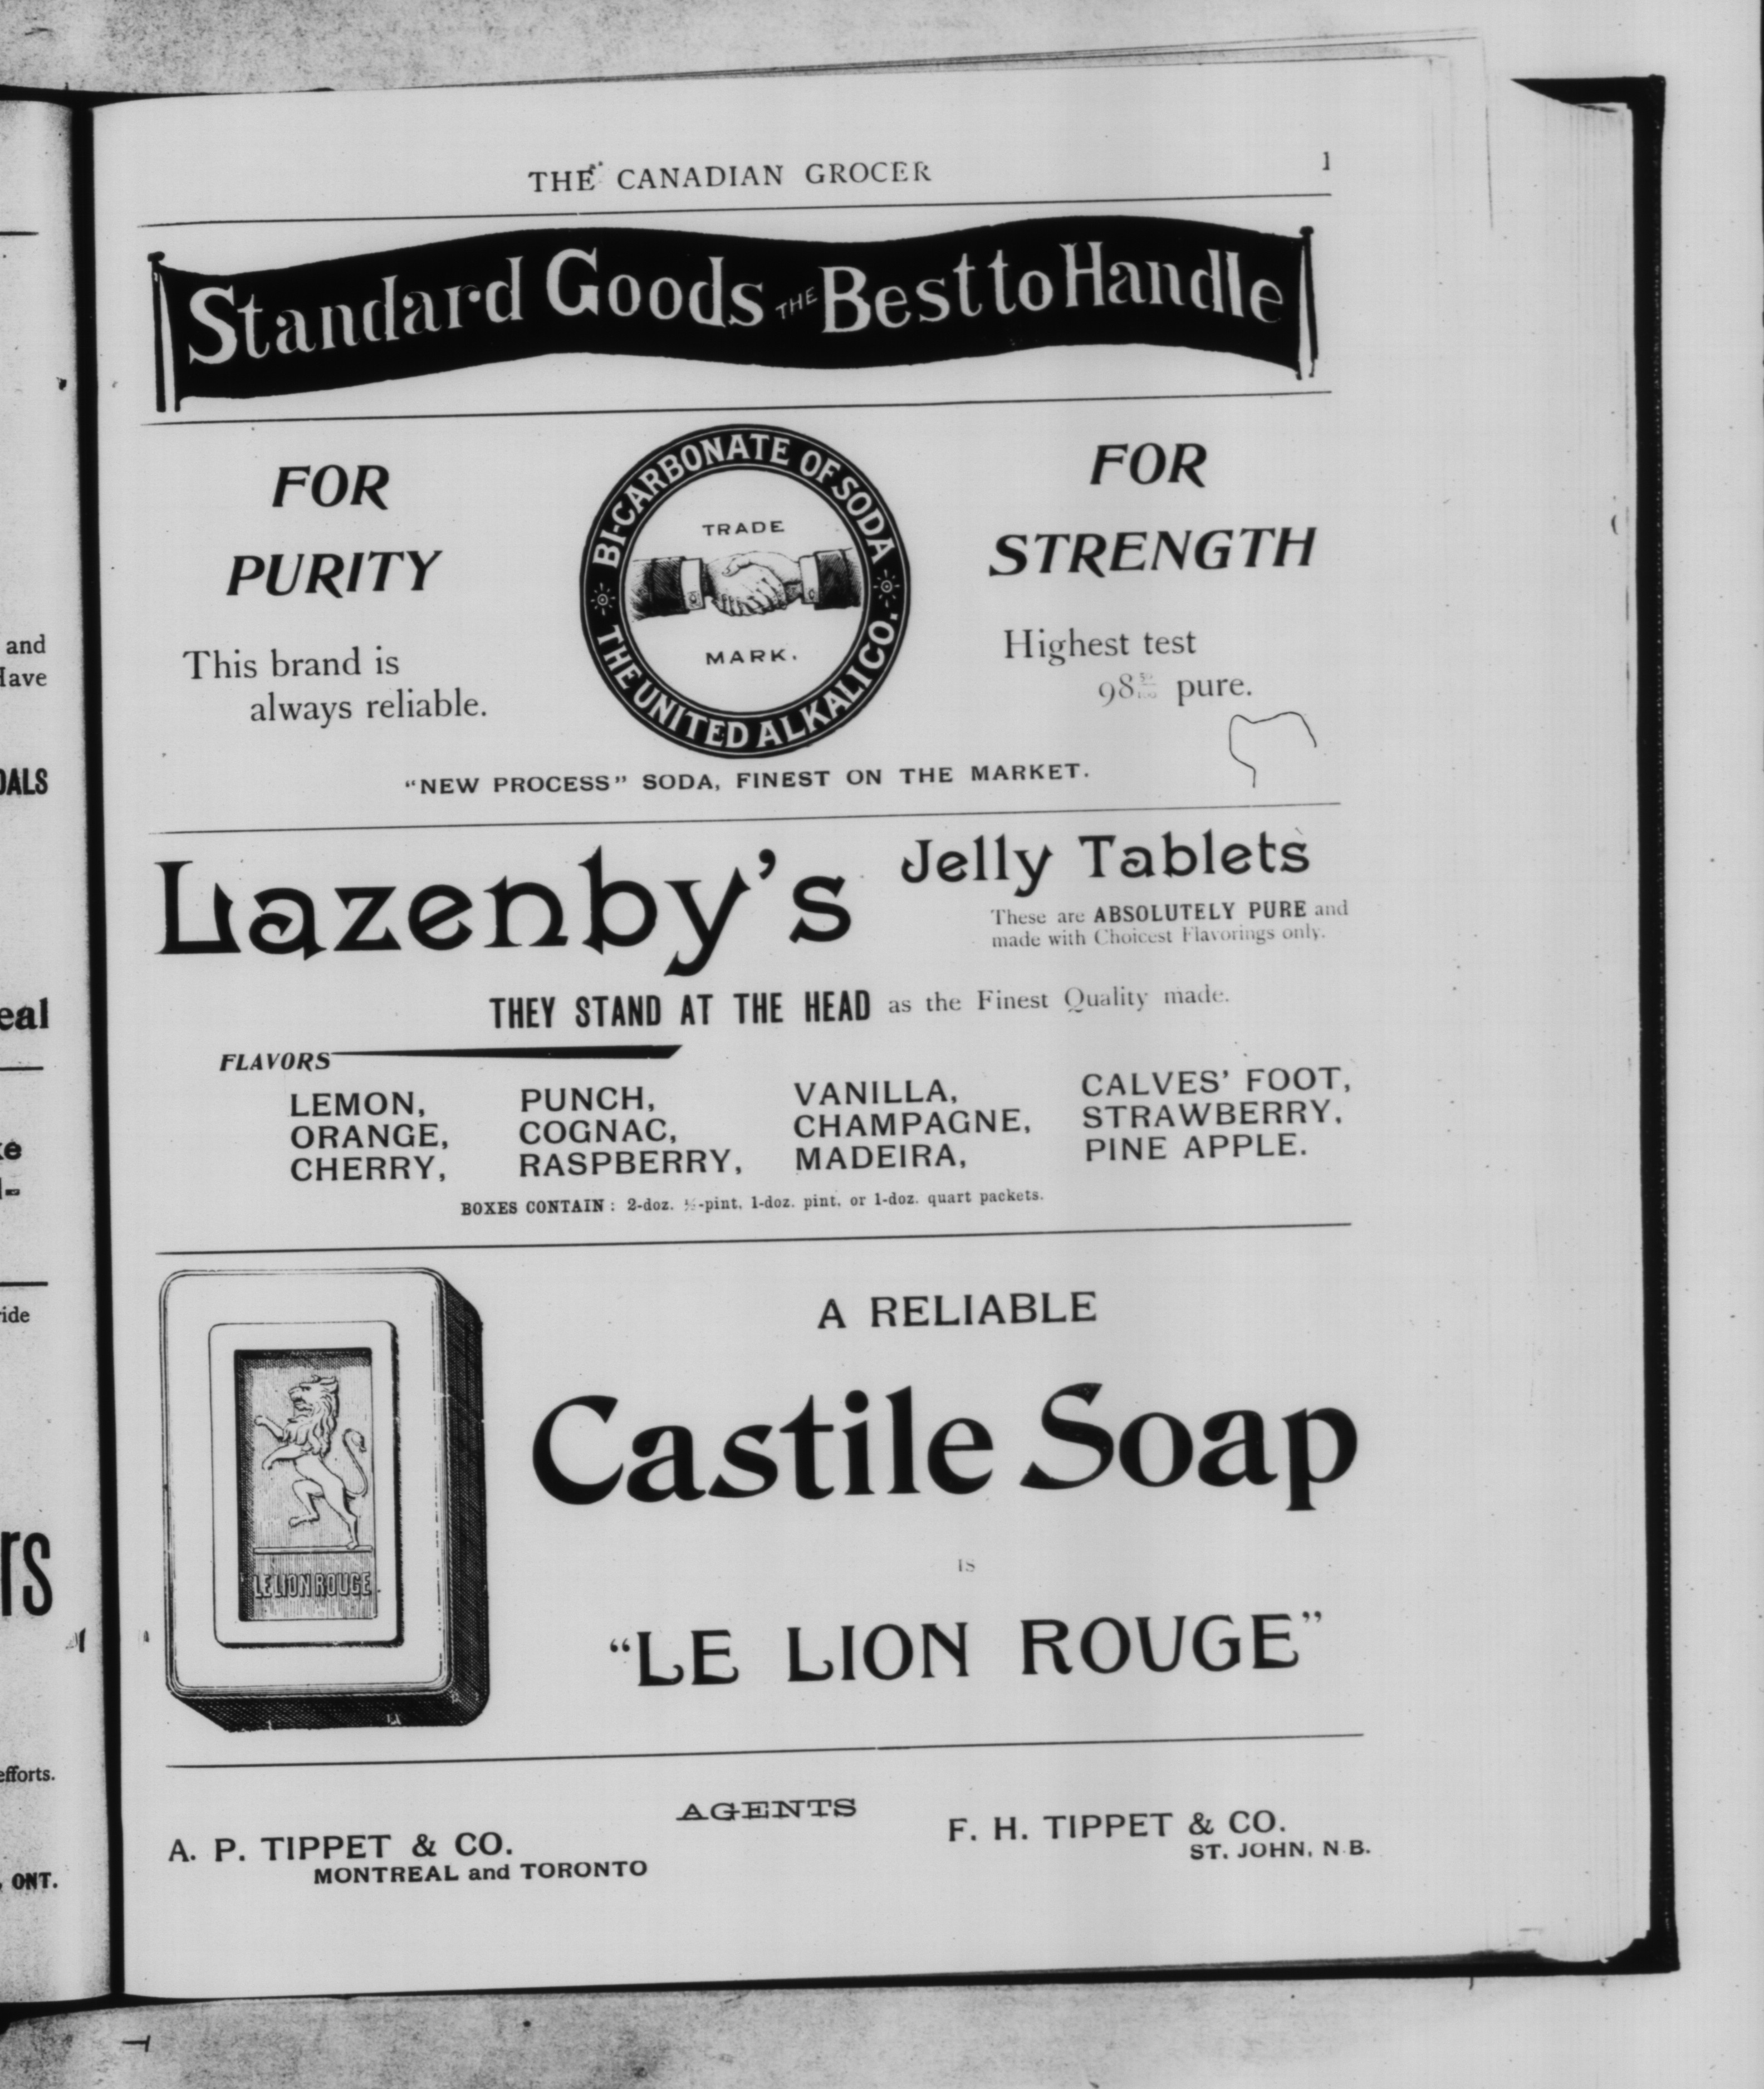 THE CANADIAN GROCER 1
Standard Goods THE Best to Handle
FOR
PURITY
This brand is
always reliable.
BI-CARBONATE OF SODA
TRADE
MARK.
THE UNITED ALKALI CO.
FOR
STRENGTH
Highest test
98 pure.
"NEW PROCESS" SODA, FINEST ON THE MARKET.
Lazenby's Jelly Tablets
These are ABSOLUTELY PURE and
made with Choicest Flavorings only.
THEY STAND AT THE HEAD as the Finest Quality made.
FLAVORS
LEMON, PUNCH, VANILLA, CALVES' FOOT,
ORANGE, COGNAC, CHAMPAGNE, STRAWBERRY,
CHERRY, RASPBERRY, MADEIRA, PINE APPLE.
BOXES CONTAIN: 2-doz. ½-pint, 1-doz. pint, or 1-doz. quart packets.
LE LION ROUGE
A RELIABLE
Castile Soap
IS
"LE LION ROUGE"
AGENTS
A. P. TIPPET & CO.
MONTREAL and TORONTO
F. H. TIPPET & CO.
ST. JOHN, N.B.
and
efforts.
ONT.